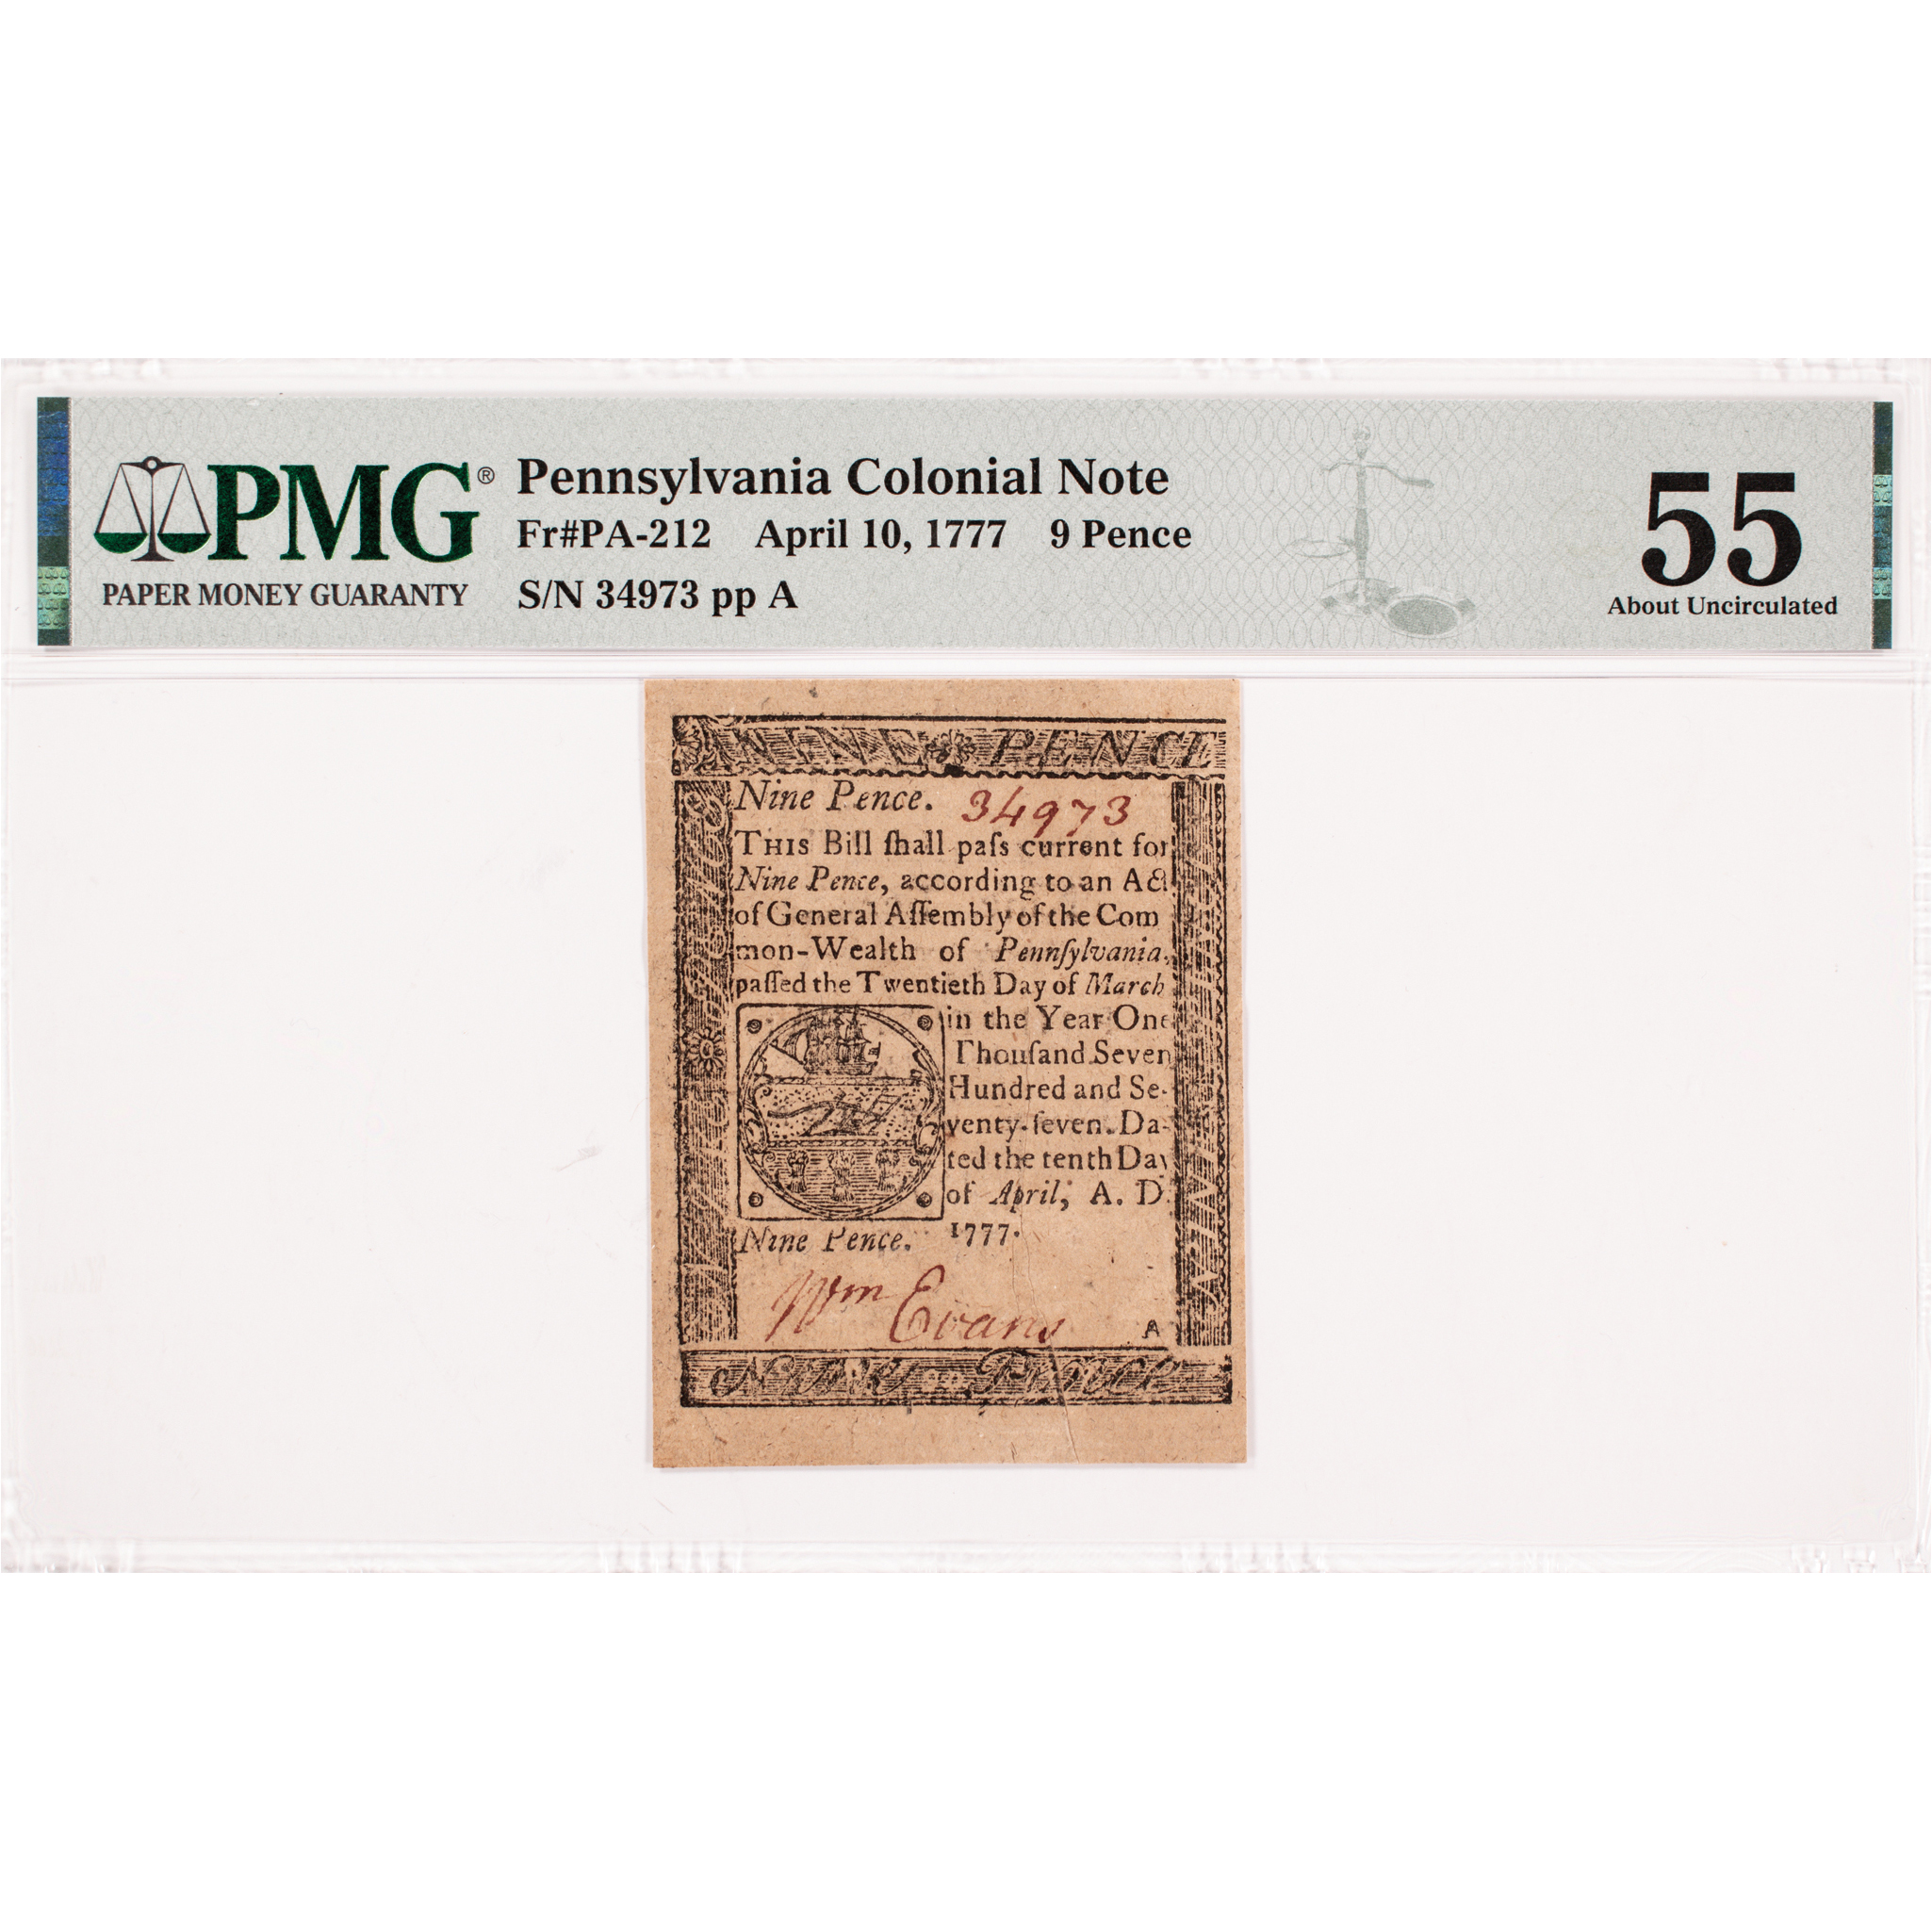 PMG®
PAPER MONEY GUARANTY
Pennsylvania Colonial Note
Fr#PA-212 April 10, 1777 9 Pence
S/N 34973 pp A
55
About Uncirculated
NINE PENCE
Nine Pence. 34973
THIS Bill ſhall paſs current for
Nine Pence, according to an Act
of General Aſſembly of the Com
mon-Wealth of Pennſylvania,
paſſed the Twentieth Day of March
in the Year One
Thouſand Seven
Hundred and Se-
venty-ſeven. Da-
ted the tenth Day
of April, A. D.
1777.
Nine Pence.
Wm Evans
A
Nine Pence